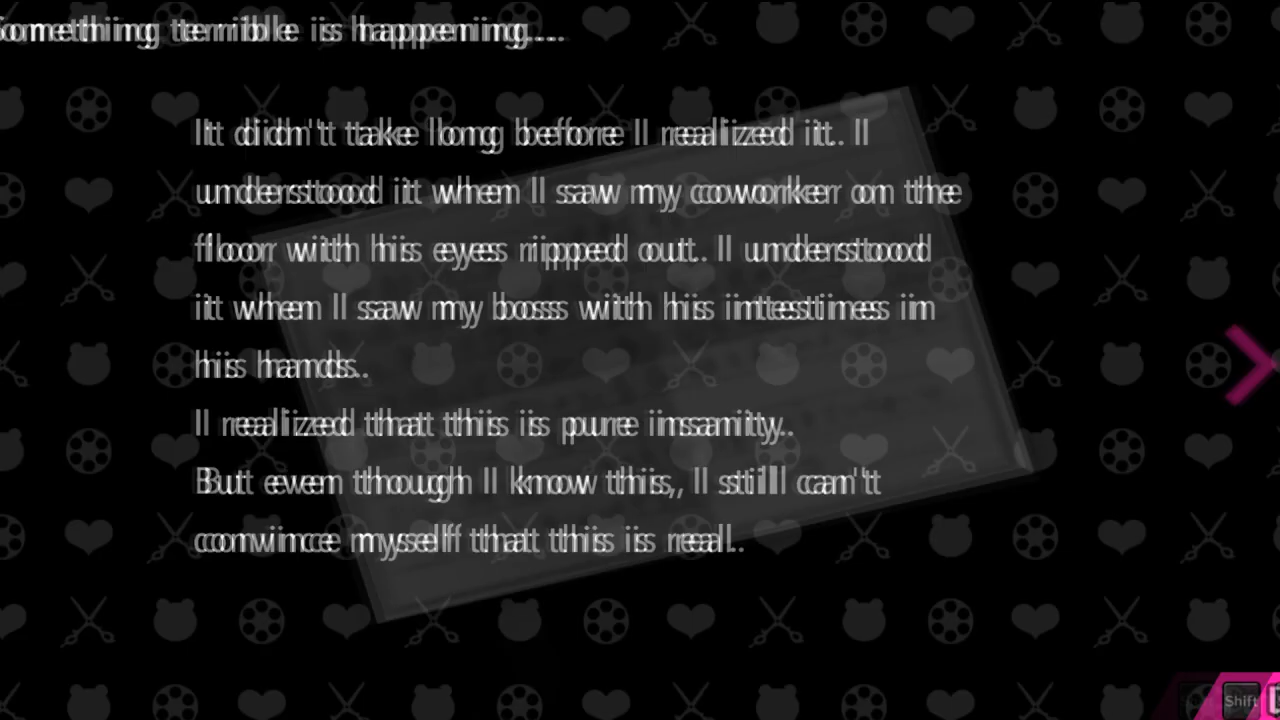 Something terrible is happening...
It didn't take long before I realized it. I
understood it when I saw my coworker on the
floor with his eyes ripped out. I understood
it when I saw my boss with his intestines in
his hands.
I realized that this is pure insanity.
But even though I know this, I still can't
convince myself that this is real.
Shift